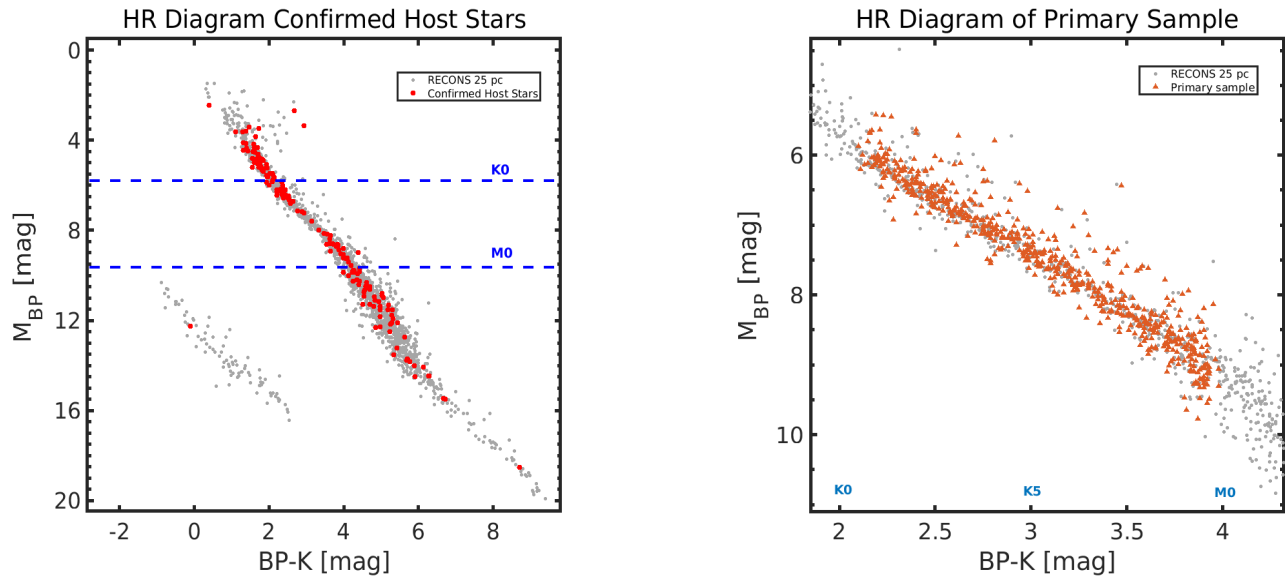 HR Diagram Confirmed Host Stars
RECONS 25 pc
Confirmed Host Stars
K0
M0
0
4
8
12
16
20
M_BP [mag]
-2
0
2
4
6
8
BP-K [mag]
HR Diagram of Primary Sample
RECONS 25 pc
Primary sample
6
8
10
M_BP [mag]
K0
K5
M0
2
2.5
3
3.5
4
BP-K [mag]